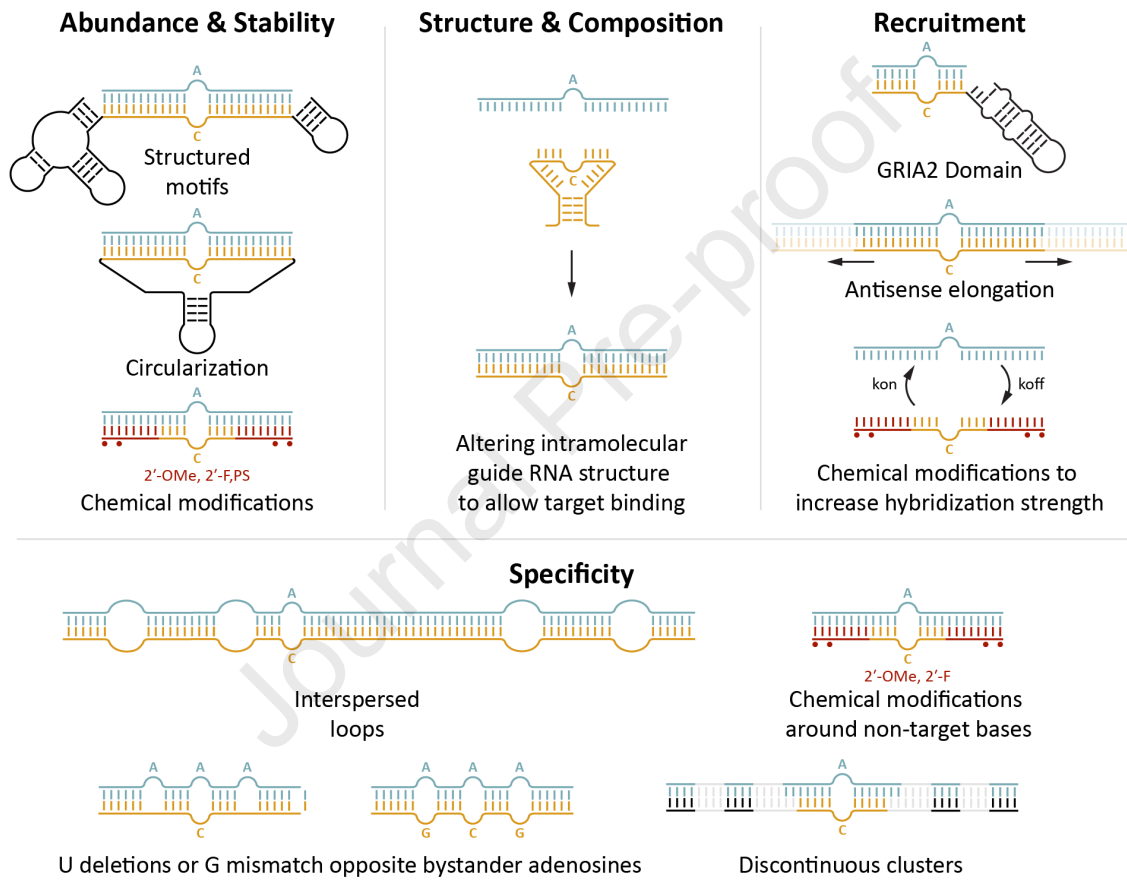 Abundance & Stability
A
C
Structured
motifs
A
C
Circularization
A
C
2′-OMe, 2′-F,PS
Chemical modifications
Structure & Composition
A
C
A
C
Altering intramolecular
guide RNA structure
to allow target binding
Recruitment
A
C
GRIA2 Domain
A
C
Antisense elongation
A
kon
koff
C
Chemical modifications to
increase hybridization strength
Specificity
A
C
Interspersed
loops
A
C
2′-OMe, 2′-F
Chemical modifications
around non-target bases
A A A
C
A A A
G C G
U deletions or G mismatch opposite bystander adenosines
A
C
Discontinuous clusters
Journal Pre-proof